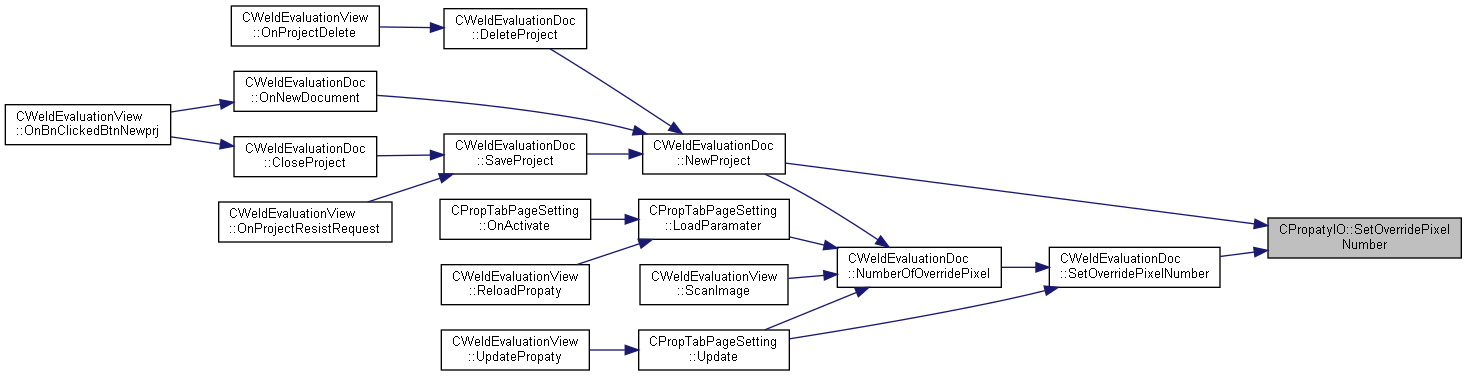 CWeldEvaluationView
::OnProjectDelete
CWeldEvaluationDoc
::DeleteProject
CWeldEvaluationDoc
::OnNewDocument
CWeldEvaluationView
::OnBnClickedBtnNewprj
CWeldEvaluationDoc
::CloseProject
CWeldEvaluationDoc
::SaveProject
CWeldEvaluationDoc
::NewProject
CWeldEvaluationView
::OnProjectResistRequest
CPropTabPageSetting
::OnActivate
CPropTabPageSetting
::LoadParamater
CPropatyIO::SetOverridePixel
Number
CWeldEvaluationView
::ReloadPropaty
CWeldEvaluationView
::ScanImage
CWeldEvaluationDoc
::NumberOfOverridePixel
CWeldEvaluationDoc
::SetOverridePixelNumber
CWeldEvaluationView
::UpdatePropaty
CPropTabPageSetting
::Update